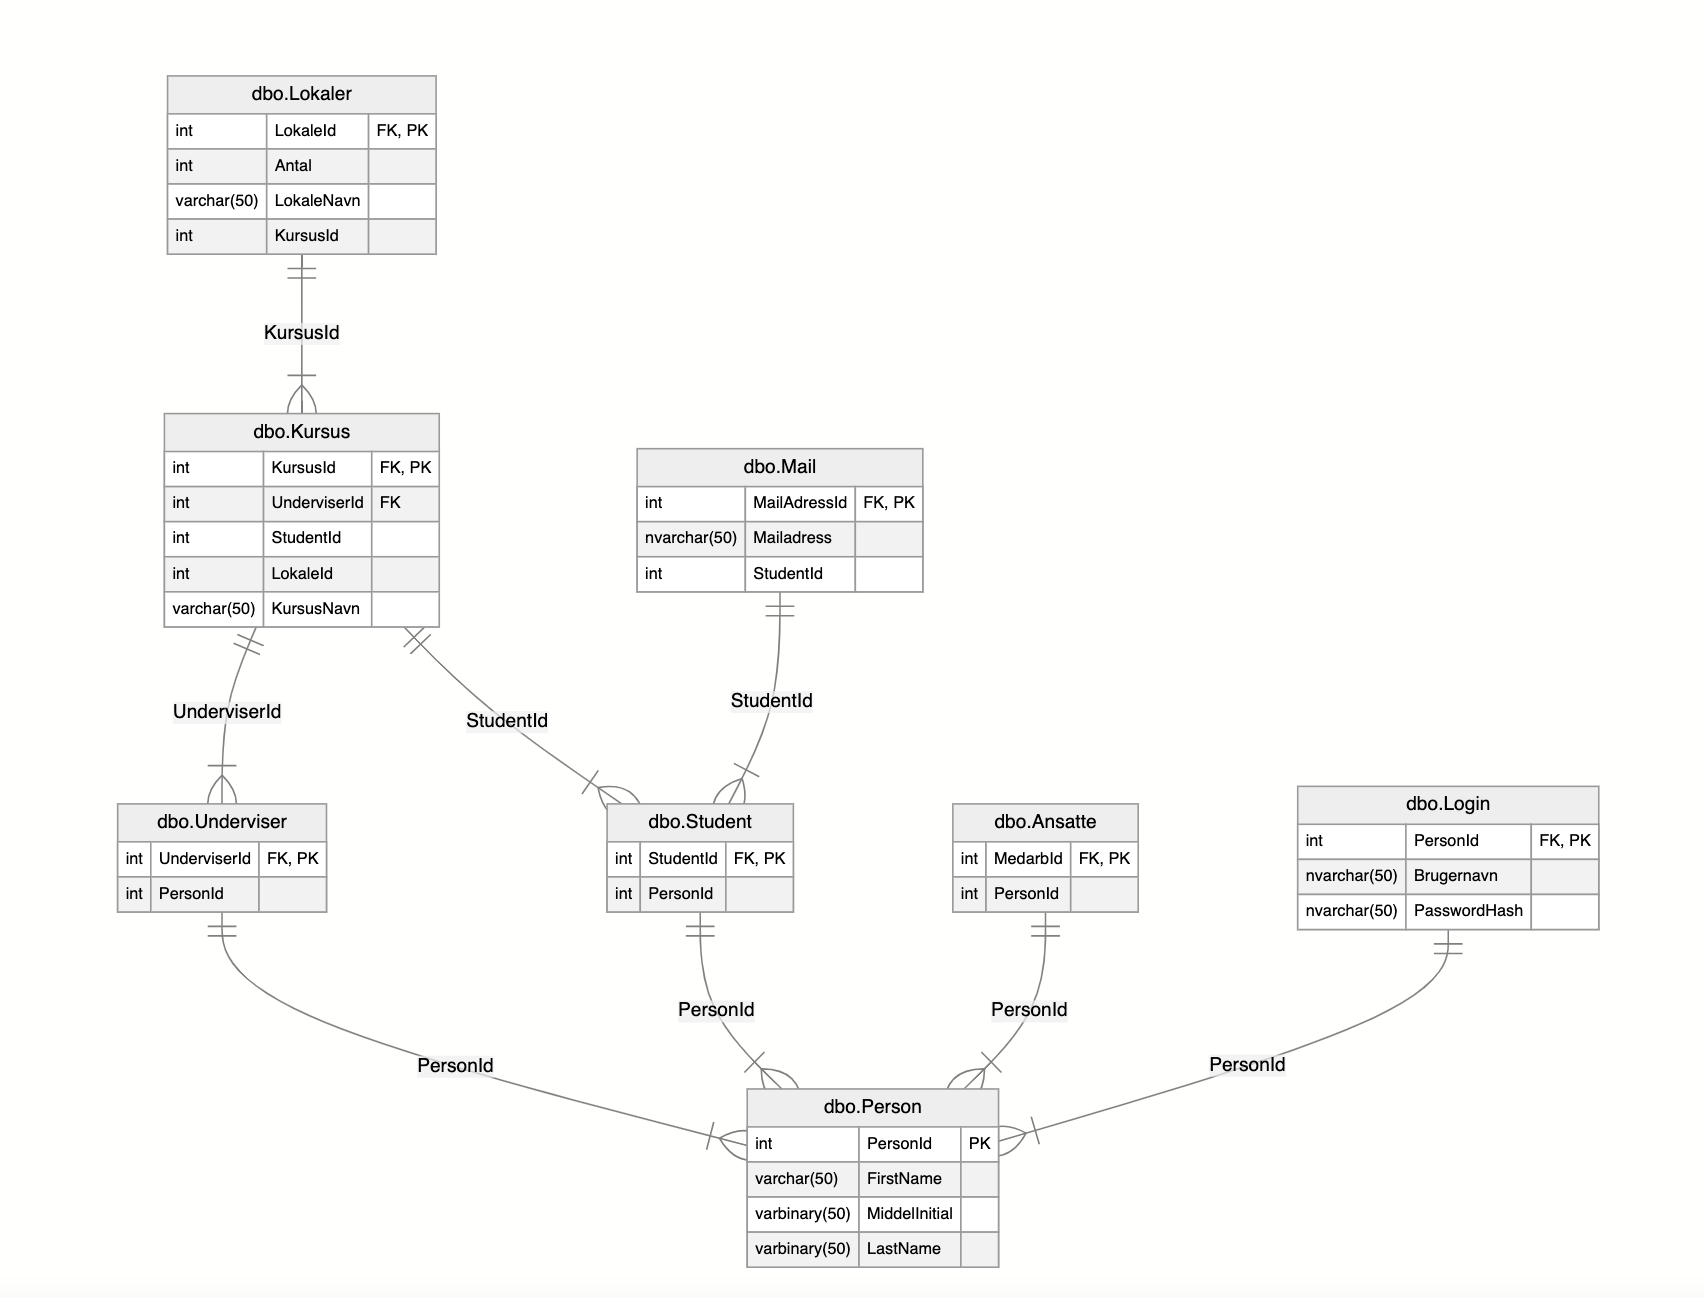 dbo.Lokaler
int LokaleId FK, PK
int Antal
varchar(50) LokaleNavn
int KursusId
KursusId
dbo.Kursus
int KursusId FK, PK
int UnderviserId FK
int StudentId
int LokaleId
varchar(50) KursusNavn
dbo.Mail
int MailAdressId FK, PK
nvarchar(50) Mailadress
int StudentId
UnderviserId
StudentId
StudentId
dbo.Underviser
int UnderviserId FK, PK
int PersonId
dbo.Student
int StudentId FK, PK
int PersonId
dbo.Ansatte
int MedarbId FK, PK
int PersonId
dbo.Login
int PersonId FK, PK
nvarchar(50) Brugernavn
nvarchar(50) PasswordHash
PersonId
PersonId
PersonId
PersonId
dbo.Person
int PersonId PK
varchar(50) FirstName
varbinary(50) MiddelInitial
varbinary(50) LastName